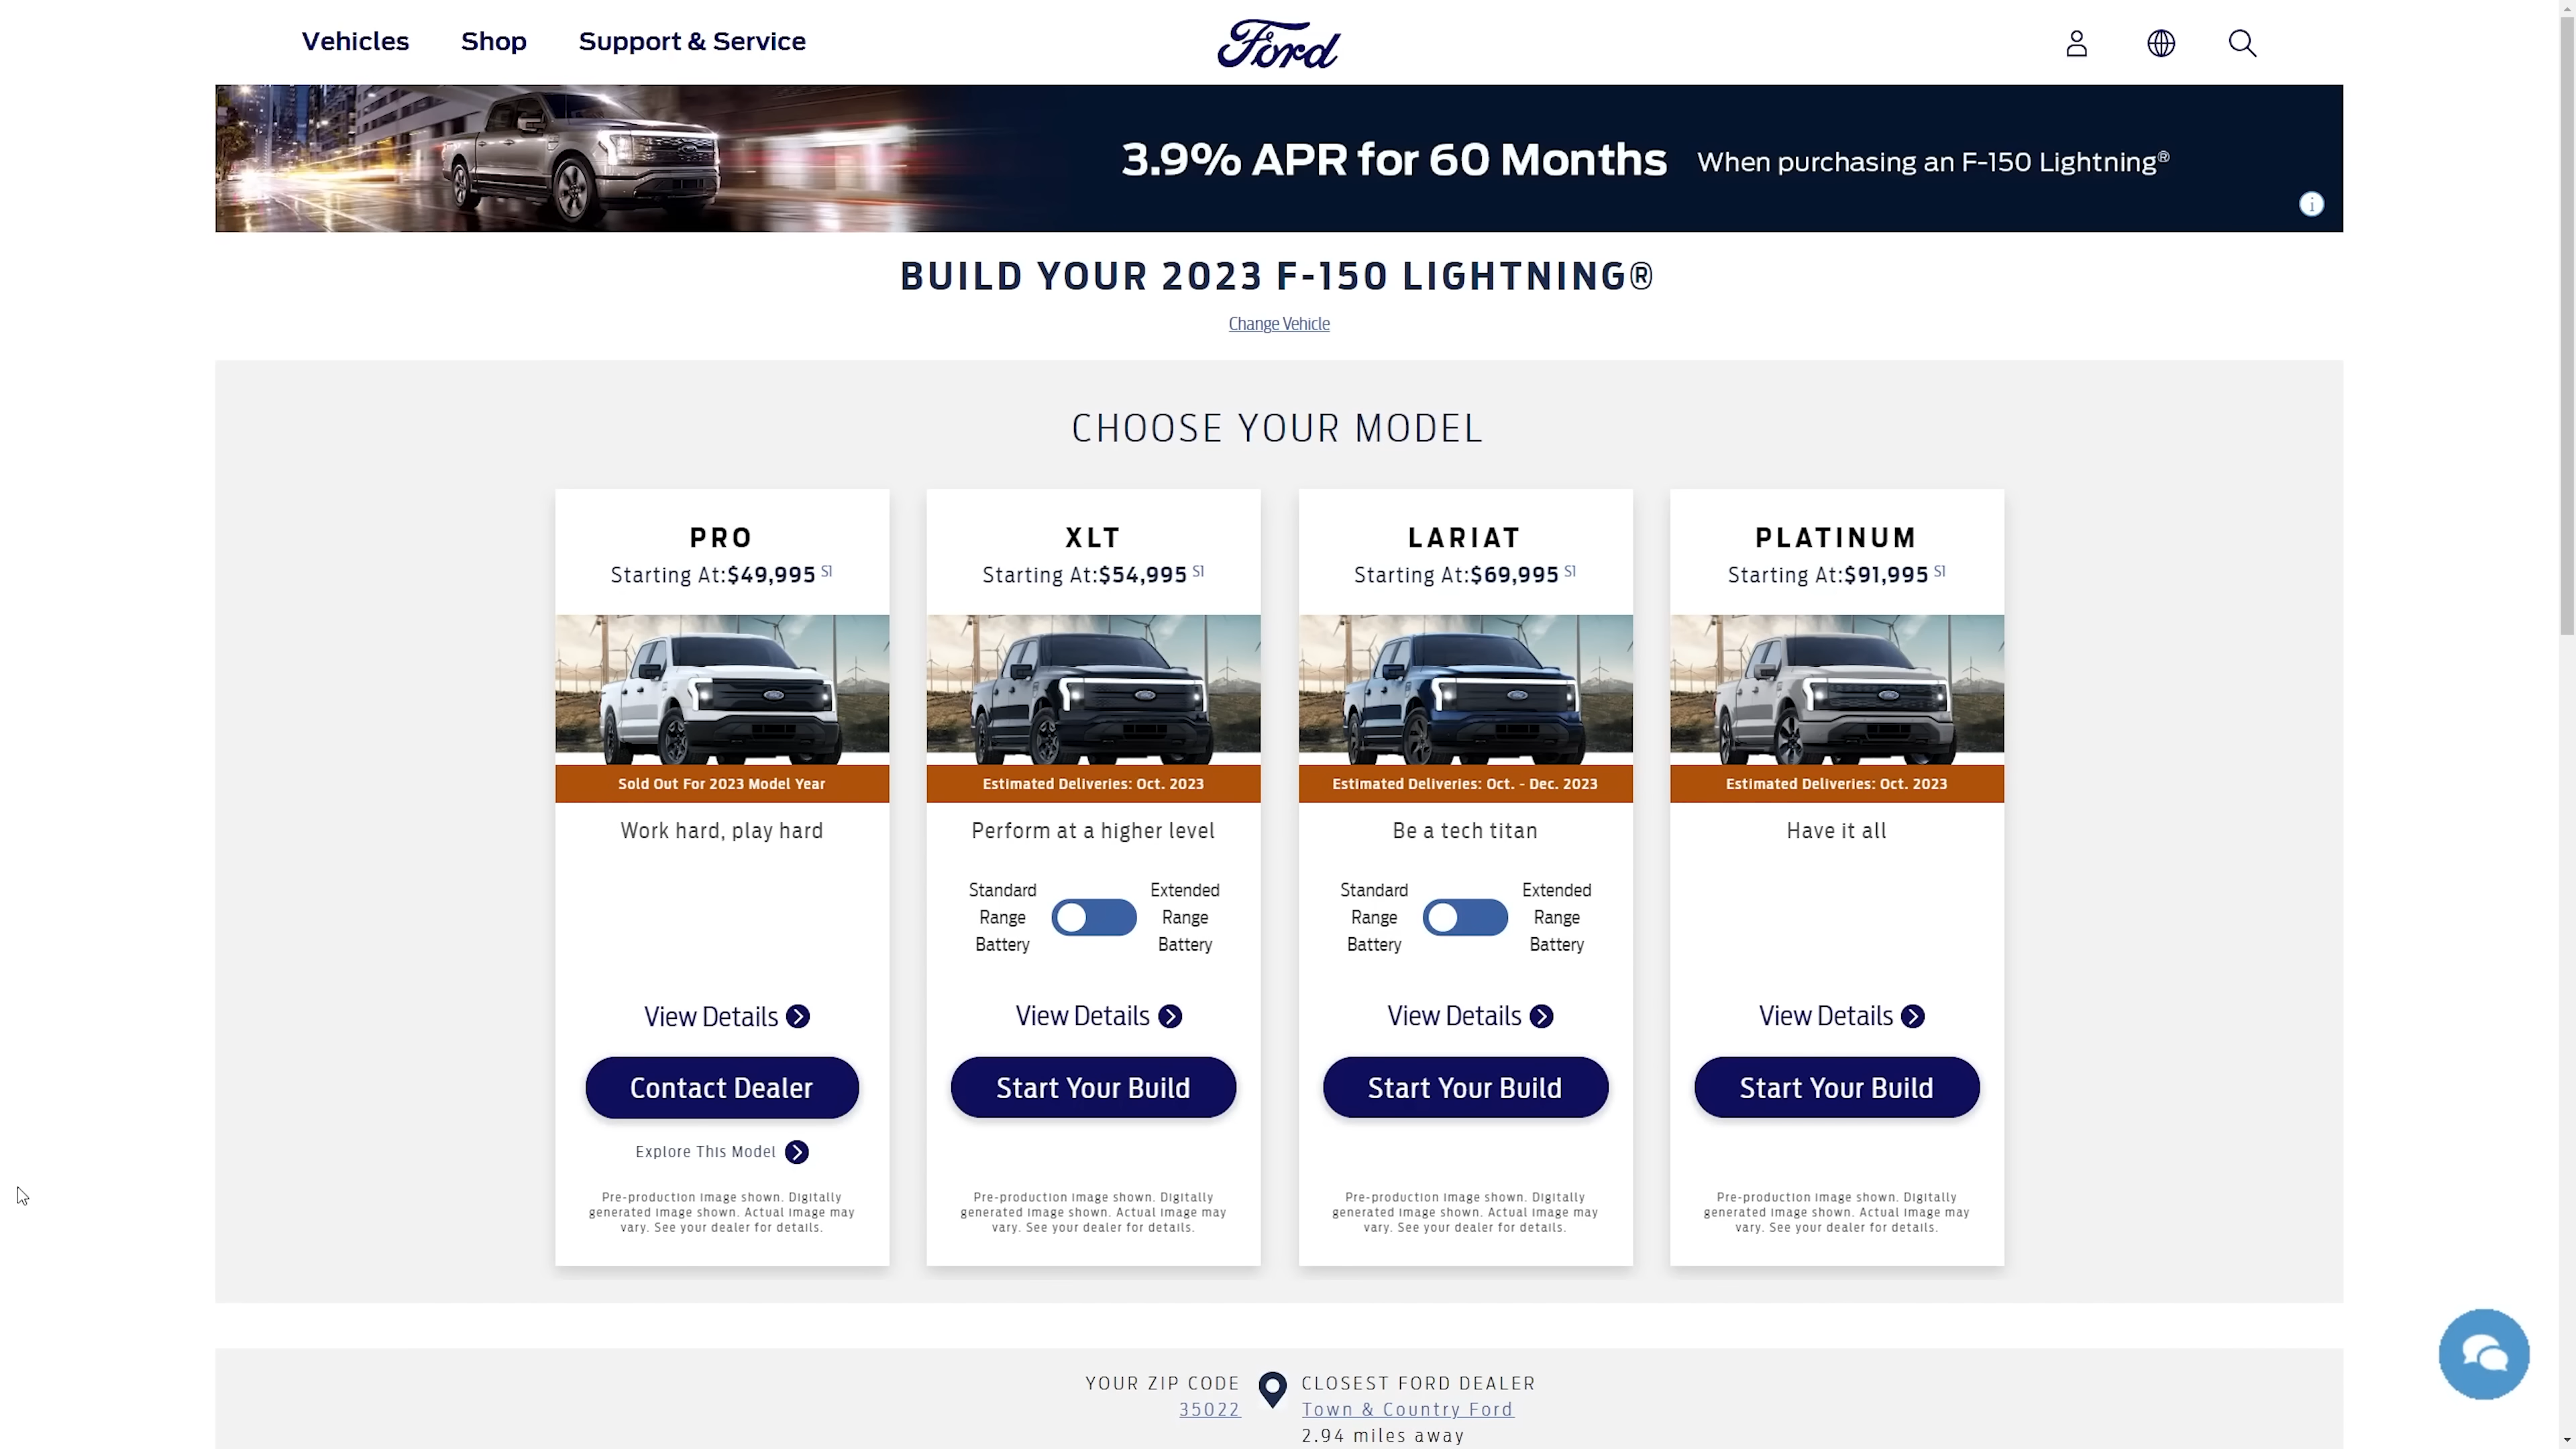 Vehicles Shop Support & Service Ford
3.9% APR for 60 Months When purchasing an F-150 Lightning®
i
BUILD YOUR 2023 F-150 LIGHTNING®
Change Vehicle
CHOOSE YOUR MODEL
PRO
Starting At:$49,995 S1
Sold Out For 2023 Model Year
Work hard, play hard
View Details
Contact Dealer
Explore This Model
Pre-production image shown. Digitally
generated image shown. Actual image may
vary. See your dealer for details.
XLT
Starting At:$54,995 S1
Estimated Deliveries: Oct. 2023
Perform at a higher level
Standard
Range
Battery
Extended
Range
Battery
View Details
Start Your Build
Pre-production image shown. Digitally
generated image shown. Actual image may
vary. See your dealer for details.
LARIAT
Starting At:$69,995 S1
Estimated Deliveries: Oct. - Dec. 2023
Be a tech titan
Standard
Range
Battery
Extended
Range
Battery
View Details
Start Your Build
Pre-production image shown. Digitally
generated image shown. Actual image may
vary. See your dealer for details.
PLATINUM
Starting At:$91,995 S1
Estimated Deliveries: Oct. 2023
Have it all
View Details
Start Your Build
Pre-production image shown. Digitally
generated image shown. Actual image may
vary. See your dealer for details.
YOUR ZIP CODE
35022
CLOSEST FORD DEALER
Town & Country Ford
2.94 miles away